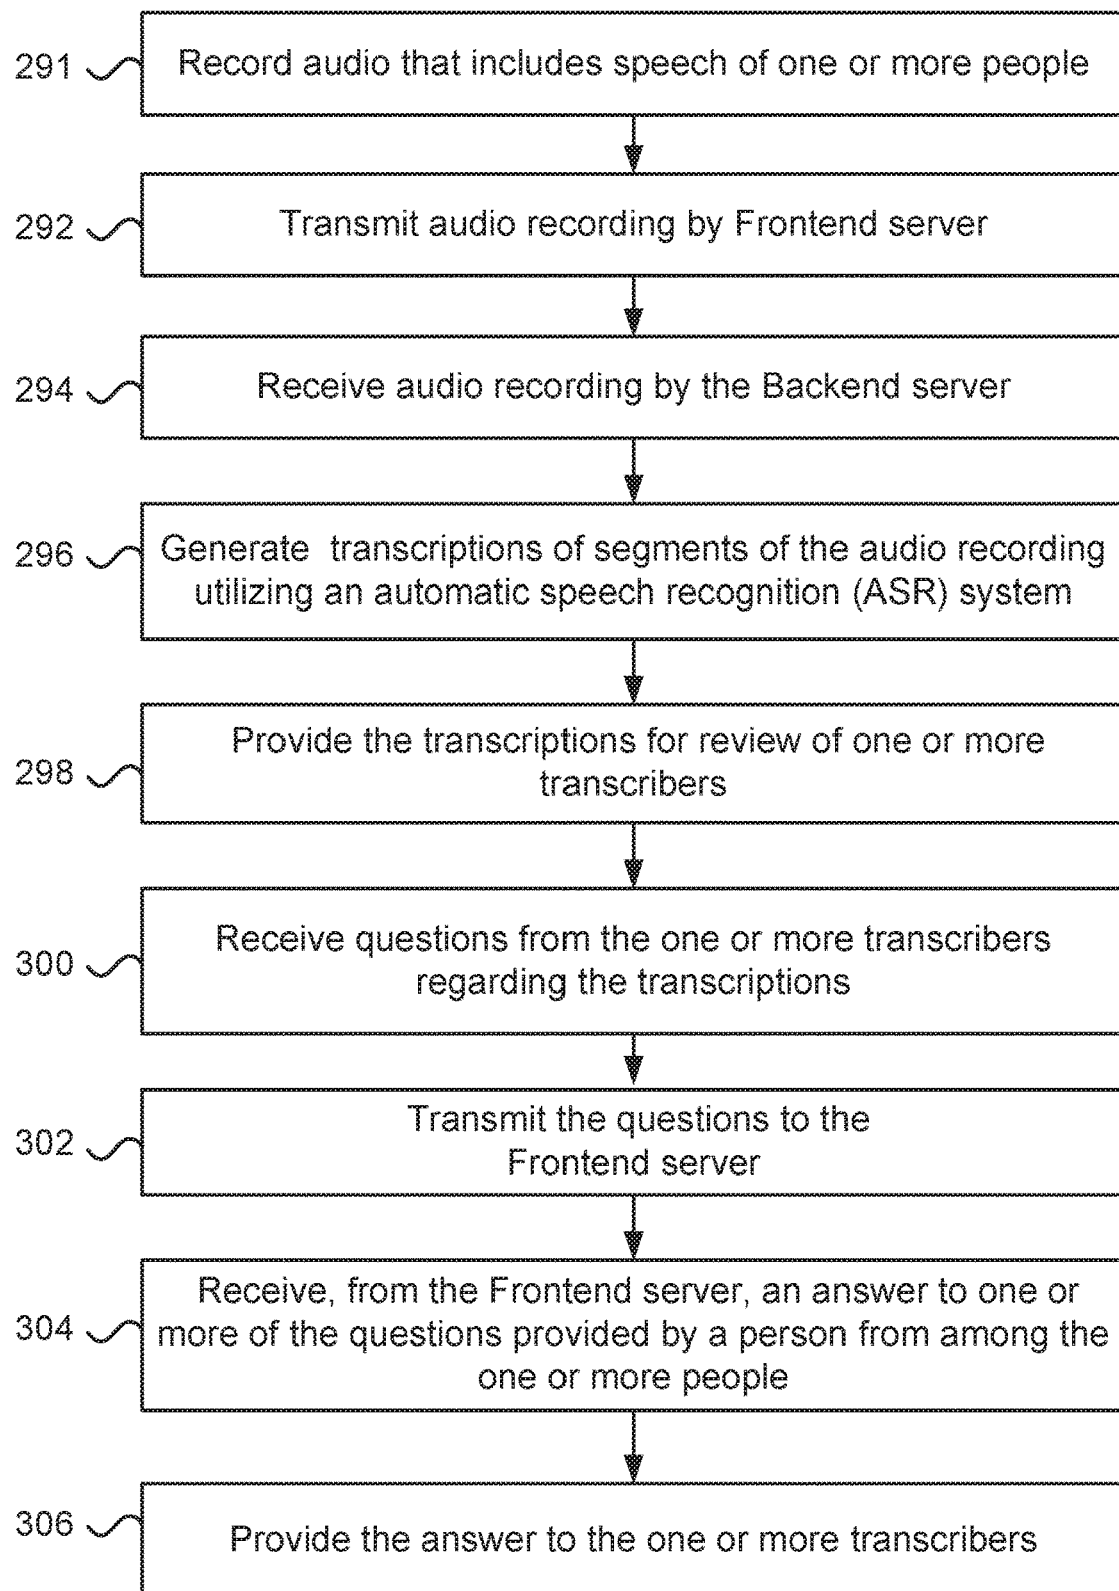 291
Record audio that includes speech of one or more people
292
Transmit audio recording by Frontend server
294
Receive audio recording by the Backend server
296
Generate transcriptions of segments of the audio recording
utilizing an automatic speech recognition (ASR) system
298
Provide the transcriptions for review of one or more
transcribers
300
Receive questions from the one or more transcribers
regarding the transcriptions
302
Transmit the questions to the
Frontend server
304
Receive, from the Frontend server, an answer to one or
more of the questions provided by a person from among the
one or more people
306
Provide the answer to the one or more transcribers